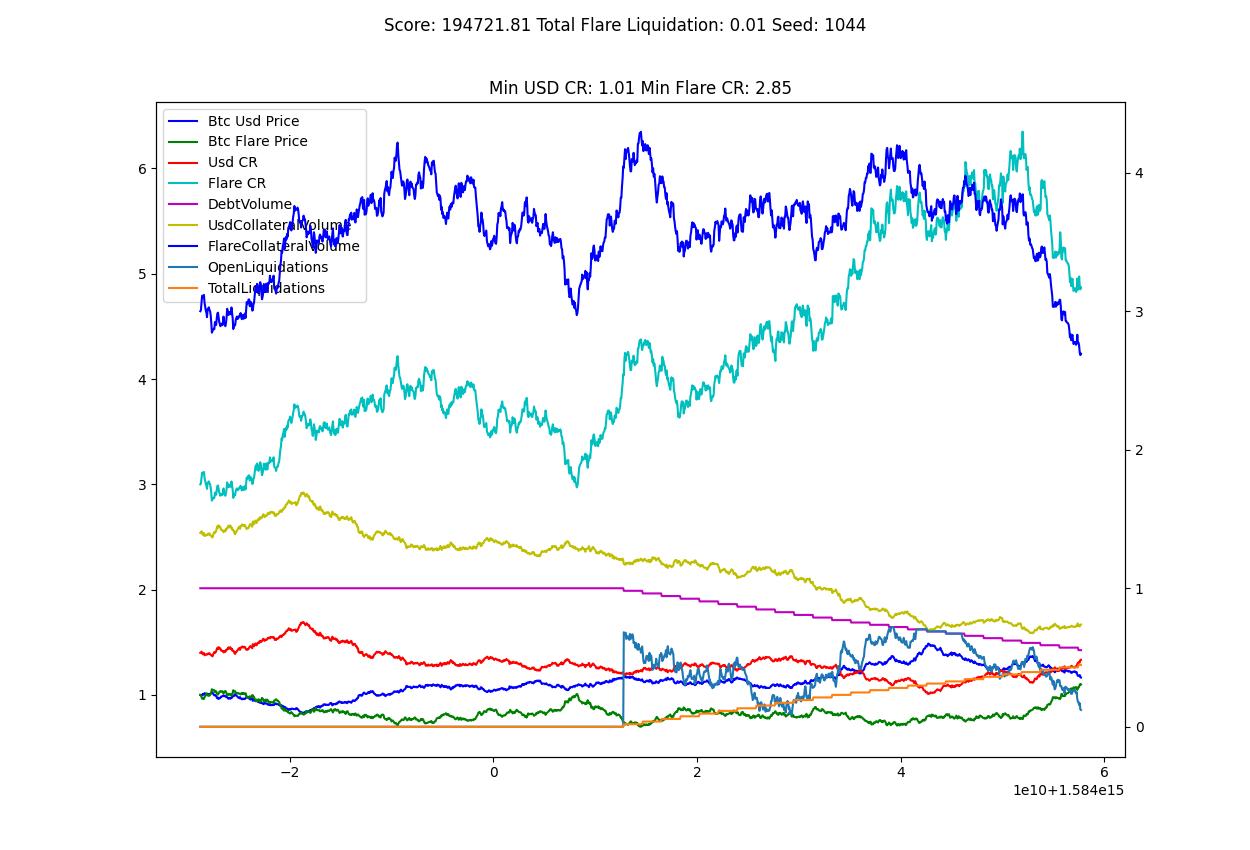 Score: 194721.81 Total Flare Liquidation: 0.01 Seed: 1044
Min USD CR: 1.01 Min Flare CR: 2.85
Btc Usd Price
Btc Flare Price
Usd CR
Flare CR
DebtVolume
UsdCollateralVolume
FlareCollateralVolume
OpenLiquidations
TotalLiquidations
6
5
4
3
2
1
4
3
2
1
0
−2
0
2
4
6
1e10+1.584e15